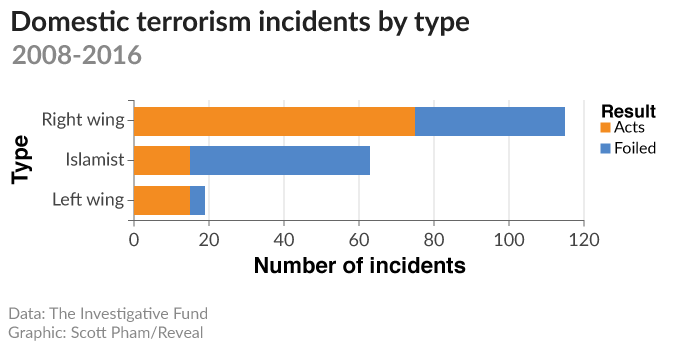 Domestic terrorism incidents by type
2008-2016
Type
Right wing
Islamist
Left wing
0 20 40 60 80 100 120
Number of incidents
Result
Acts
Foiled
Data: The Investigative Fund
Graphic: Scott Pham/Reveal